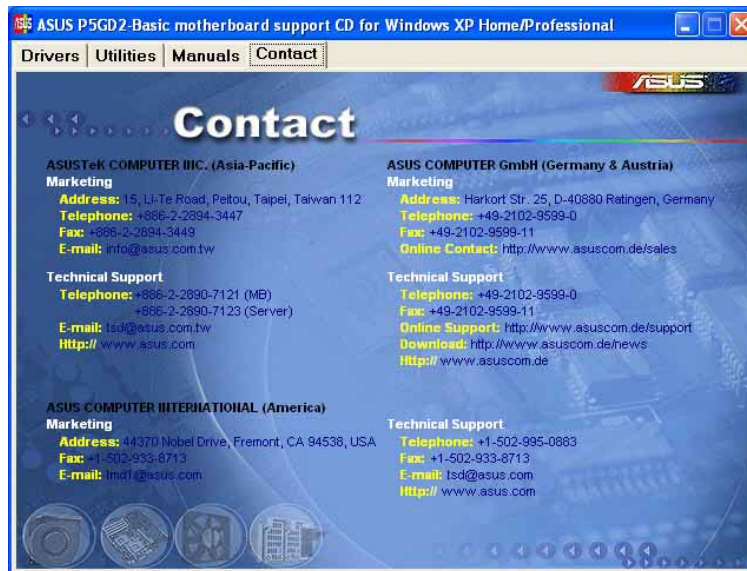 ASUS P5GD2-Basic motherboard support CD for Windows XP Home/Professional
Drivers Utilities Manuals Contact
ASUS
Contact
ASUSTeK COMPUTER INC. (Asia-Pacific)
Marketing
Address: 15, Li-Te Road, Peitou, Taipei, Taiwan 112
Telephone: +886-2-2894-3447
Fax: +886-2-2894-3449
E-mail: info@asus.com.tw
Technical Support
Telephone: +886-2-2890-7121 (MB)
+886-2-2890-7123 (Server)
E-mail: tsd@asus.com.tw
Http:// www.asus.com
ASUS COMPUTER GmbH (Germany & Austria)
Marketing
Address: Harkort Str. 25, D-40880 Ratingen, Germany
Telephone: +49-2102-9599-0
Fax: +49-2102-9599-11
Online Contact: http://www.asuscom.de/sales
Technical Support
Telephone: +49-2102-9599-0
Fax: +49-2102-9599-11
Online Support: http://www.asuscom.de/support
Download: http://www.asuscom.de/news
Http:// www.asuscom.de
ASUS COMPUTER INTERNATIONAL (America)
Marketing
Address: 44370 Nobel Drive, Fremont, CA 94538, USA
Fax: +1-502-933-8713
E-mail: tmd1@asus.com
Technical Support
Telephone: +1-502-995-0883
Fax: +1-502-933-8713
E-mail: tsd@asus.com
Http:// www.asus.com